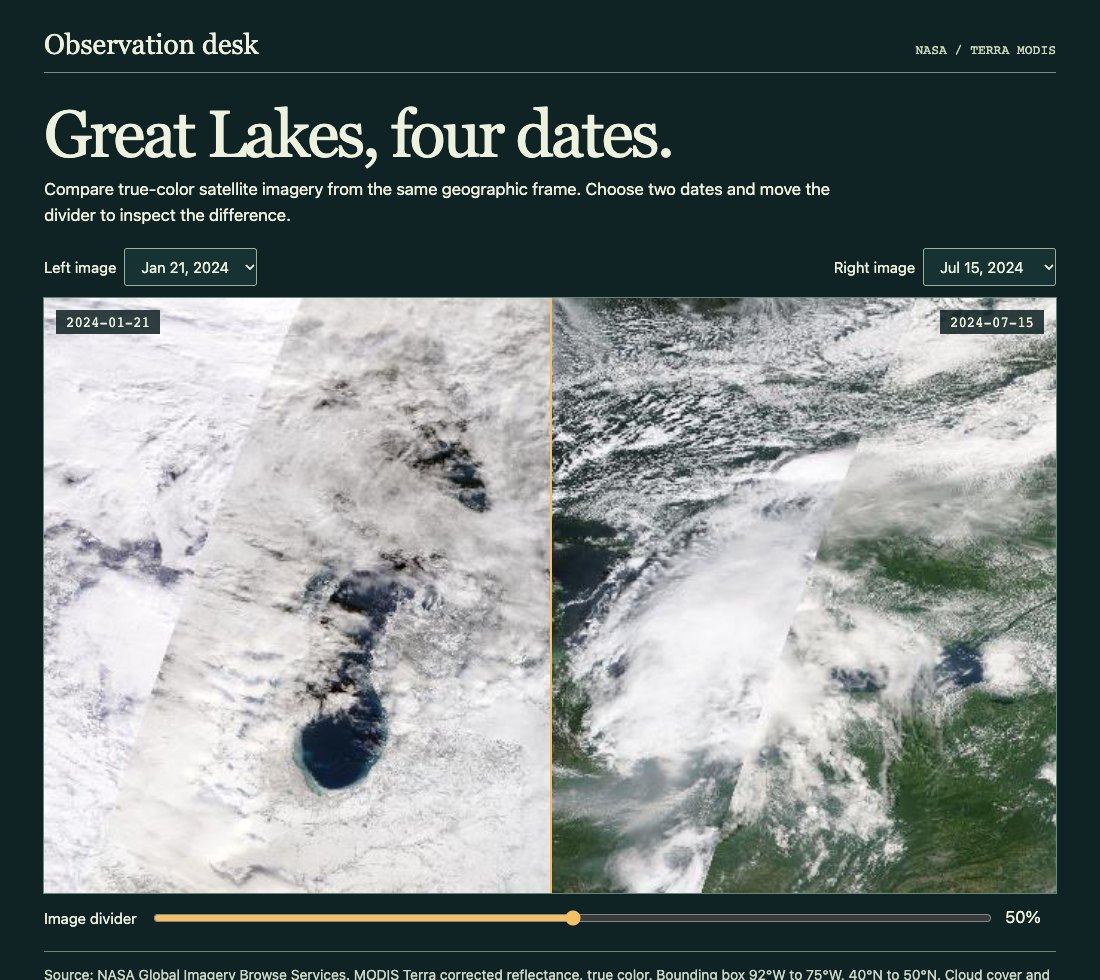 Observation desk
NASA / TERRA MODIS
Great Lakes, four dates.
Compare true-color satellite imagery from the same geographic frame. Choose two dates and move the
divider to inspect the difference.
Left image
Jan 21, 2024
Right image
Jul 15, 2024
2024-01-21
2024-07-15
Image divider
50%
Source: NASA Global Imagery Browse Services, MODIS Terra corrected reflectance, true color. Bounding box 92°W to 75°W, 40°N to 50°N. Cloud cover and